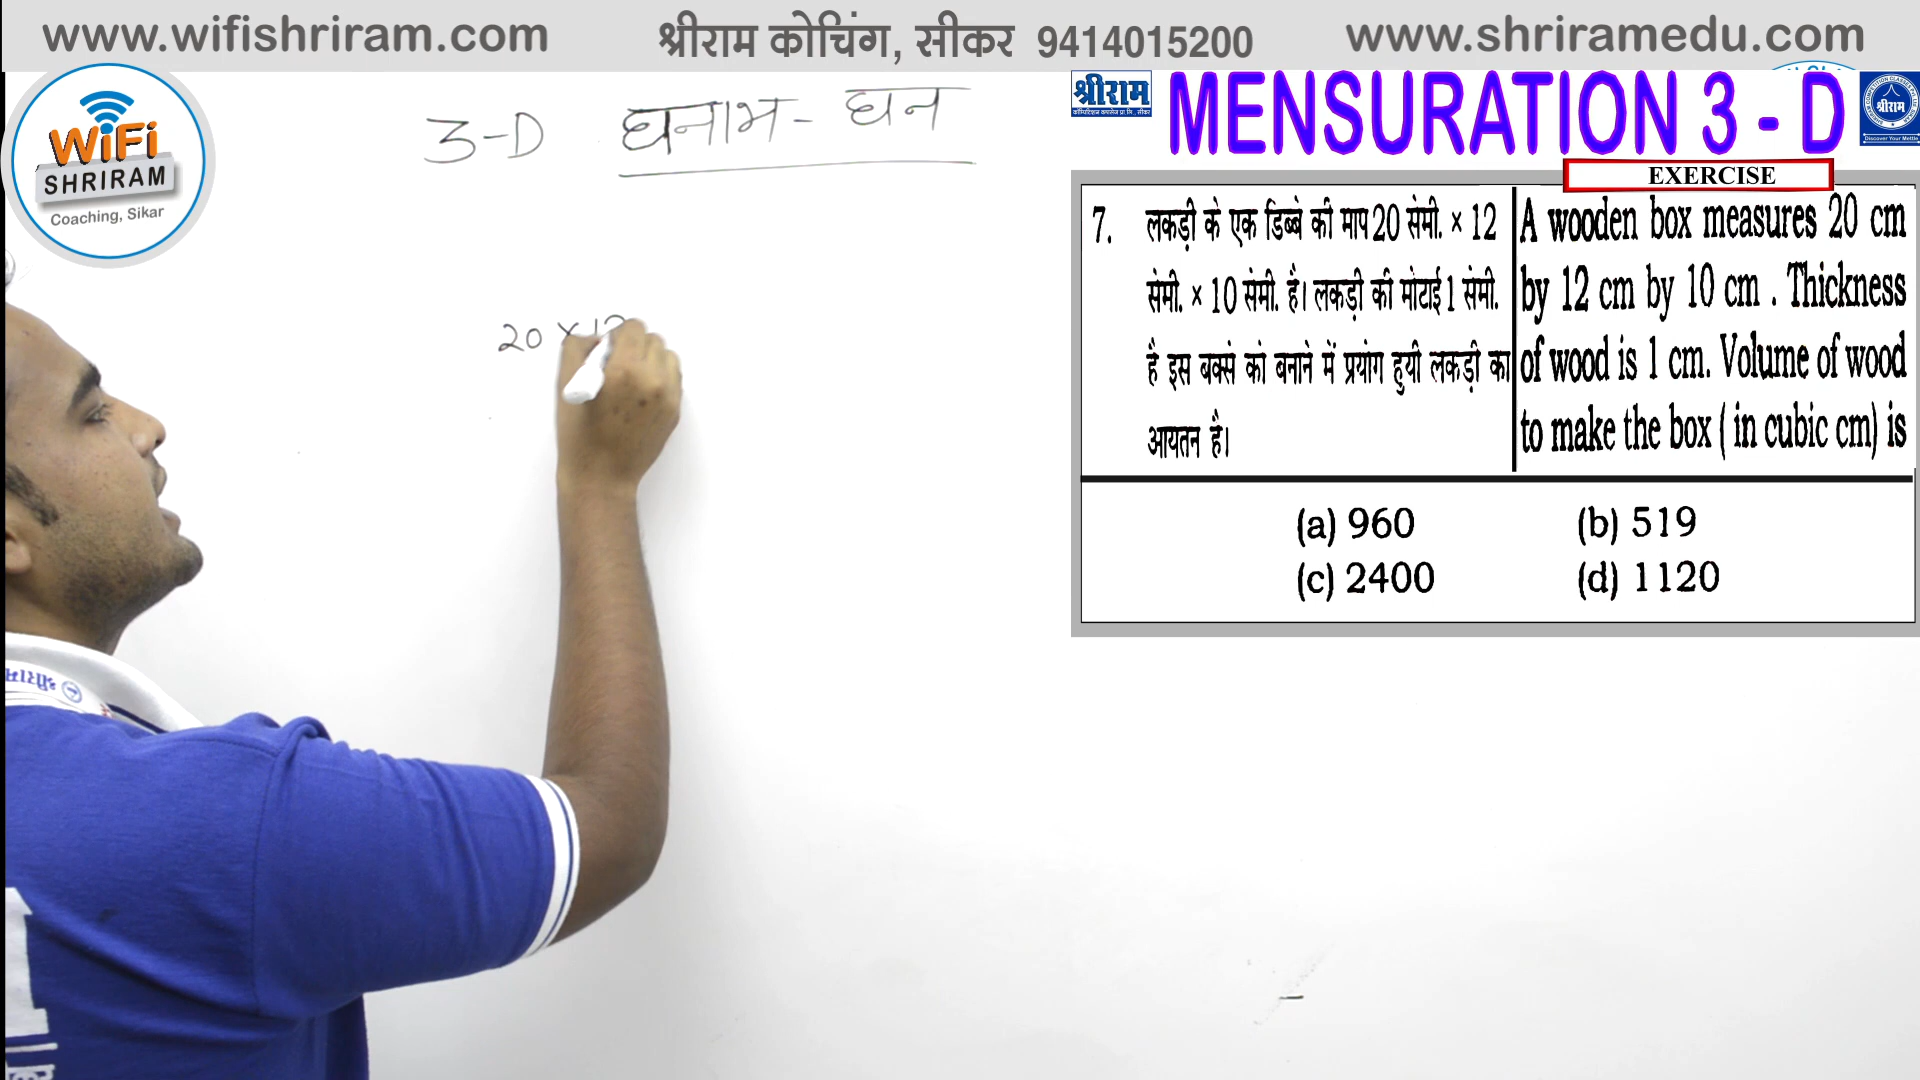 www.wifishriram.com
श्रीराम कोचिंग, सीकर 9414015200
www.shriramedu.com
WiFi
SHRIRAM
Coaching, Sikar
3-D घनाभ - घन
20 × 12
श्रीराम
MENSURATION 3 - D
श्रीराम
EXERCISE
7. लकड़ी के एक डिब्बे की माप 20 सेमी. × 12
सेमी. × 10 सेमी. है। लकड़ी की मोटाई 1 सेमी.
है इस बक्से को बनाने में प्रयोग हुयी लकड़ी का
आयतन है।
A wooden box measures 20 cm
by 12 cm by 10 cm . Thickness
of wood is 1 cm. Volume of wood
to make the box ( in cubic cm) is
(a) 960 (b) 519
(c) 2400 (d) 1120
श्रीराम